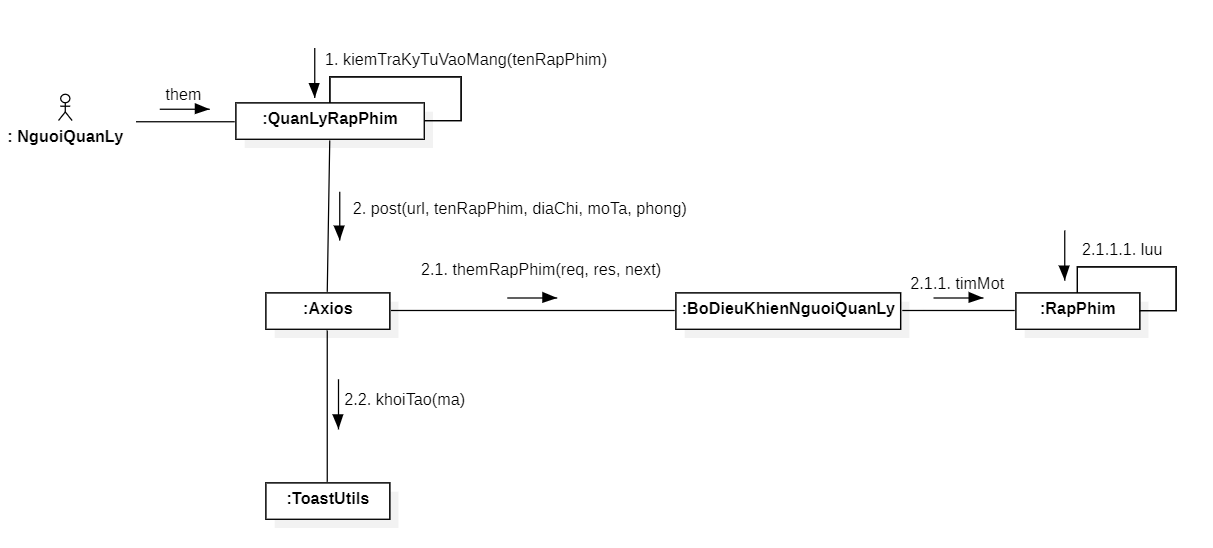 1. kiemTraKyTuVaoMang(tenRapPhim)
them
: NguoiQuanLy
:QuanLyRapPhim
2. post(url, tenRapPhim, diaChi, moTa, phong)
2.1. themRapPhim(req, res, next)
2.1.1. timMot
2.1.1.1. luu
:Axios
:BoDieuKhienNguoiQuanLy
:RapPhim
2.2. khoiTao(ma)
:ToastUtils